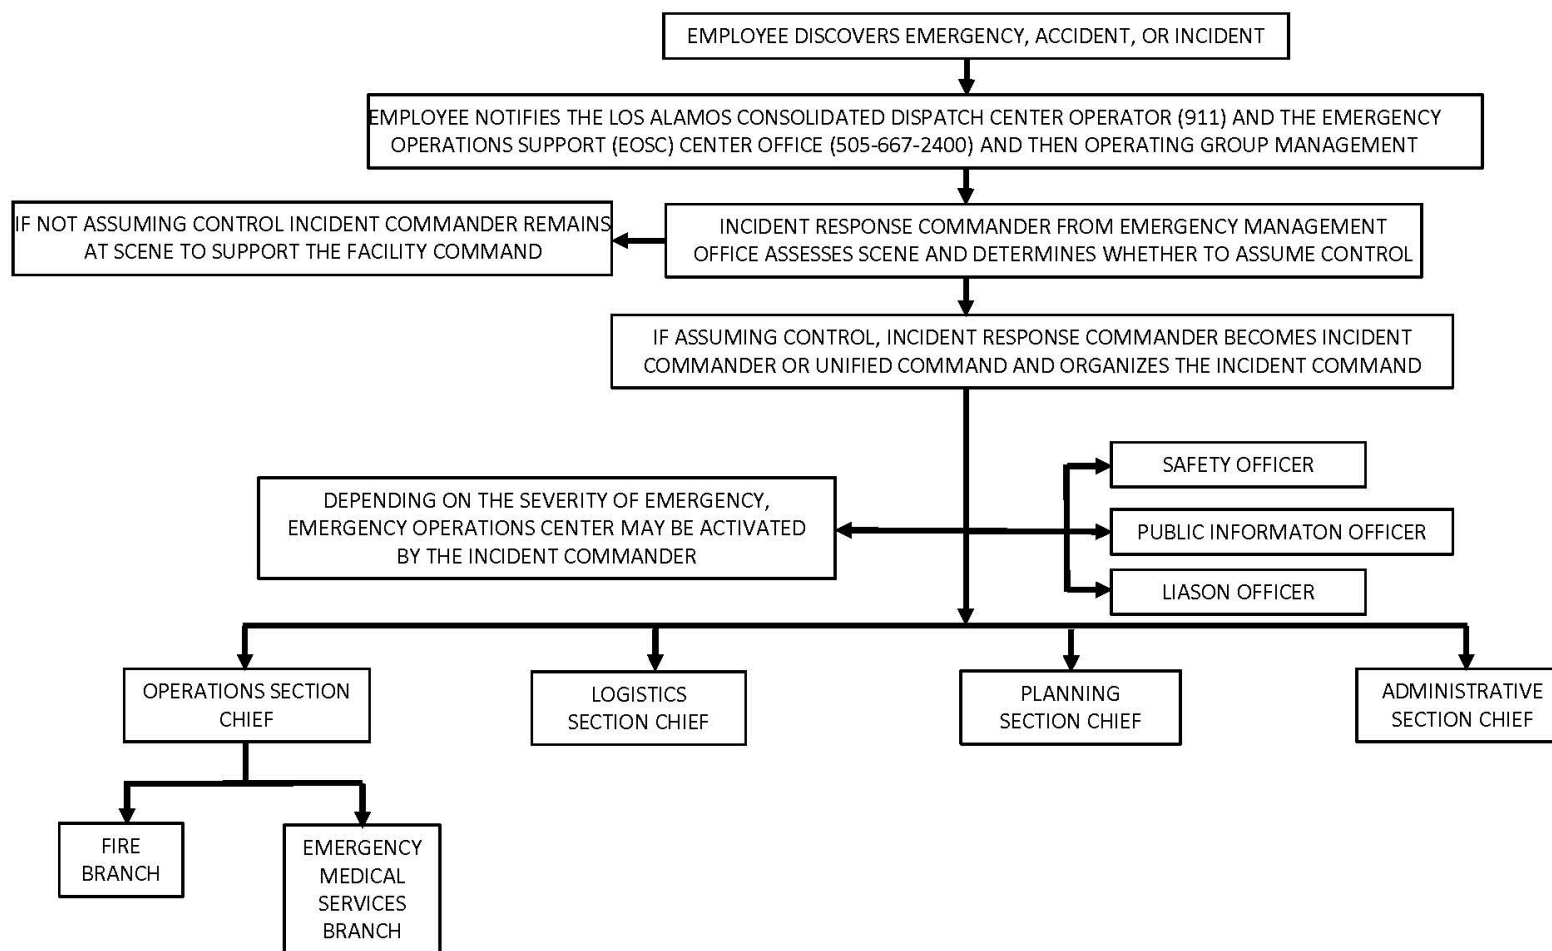 EMPLOYEE DISCOVERS EMERGENCY, ACCIDENT, OR INCIDENT
EMPLOYEE NOTIFIES THE LOS ALAMOS CONSOLIDATED DISPATCH CENTER OPERATOR (911) AND THE EMERGENCY
OPERATIONS SUPPORT (EOSC) CENTER OFFICE (505-667-2400) AND THEN OPERATING GROUP MANAGEMENT
IF NOT ASSUMING CONTROL INCIDENT COMMANDER REMAINS
AT SCENE TO SUPPORT THE FACILITY COMMAND
INCIDENT RESPONSE COMMANDER FROM EMERGENCY MANAGEMENT
OFFICE ASSESSES SCENE AND DETERMINES WHETHER TO ASSUME CONTROL
IF ASSUMING CONTROL, INCIDENT RESPONSE COMMANDER BECOMES INCIDENT
COMMANDER OR UNIFIED COMMAND AND ORGANIZES THE INCIDENT COMMAND
DEPENDING ON THE SEVERITY OF EMERGENCY,
EMERGENCY OPERATIONS CENTER MAY BE ACTIVATED
BY THE INCIDENT COMMANDER
SAFETY OFFICER
PUBLIC INFORMATON OFFICER
LIASON OFFICER
OPERATIONS SECTION
CHIEF
LOGISTICS
SECTION CHIEF
PLANNING
SECTION CHIEF
ADMINISTRATIVE
SECTION CHIEF
FIRE
BRANCH
EMERGENCY
MEDICAL
SERVICES
BRANCH